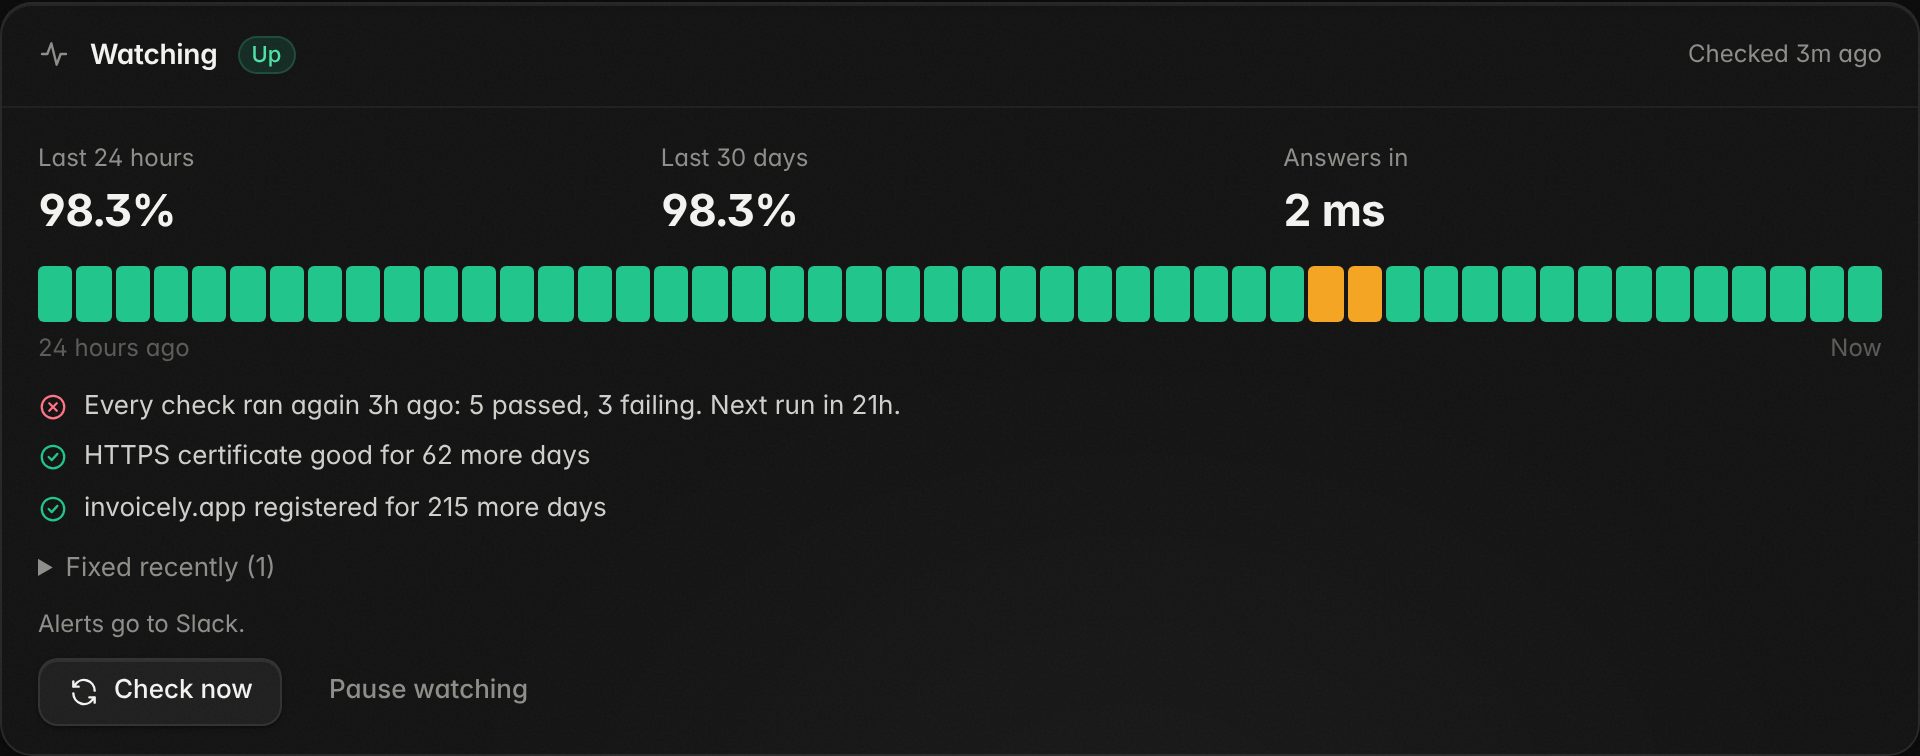 Watching Up Checked 3m ago
Last 24 hours Last 30 days Answers in
98.3% 98.3% 2 ms
24 hours ago Now
Every check ran again 3h ago: 5 passed, 3 failing. Next run in 21h.
HTTPS certificate good for 62 more days
invoicely.app registered for 215 more days
Fixed recently (1)
Alerts go to Slack.
Check now Pause watching